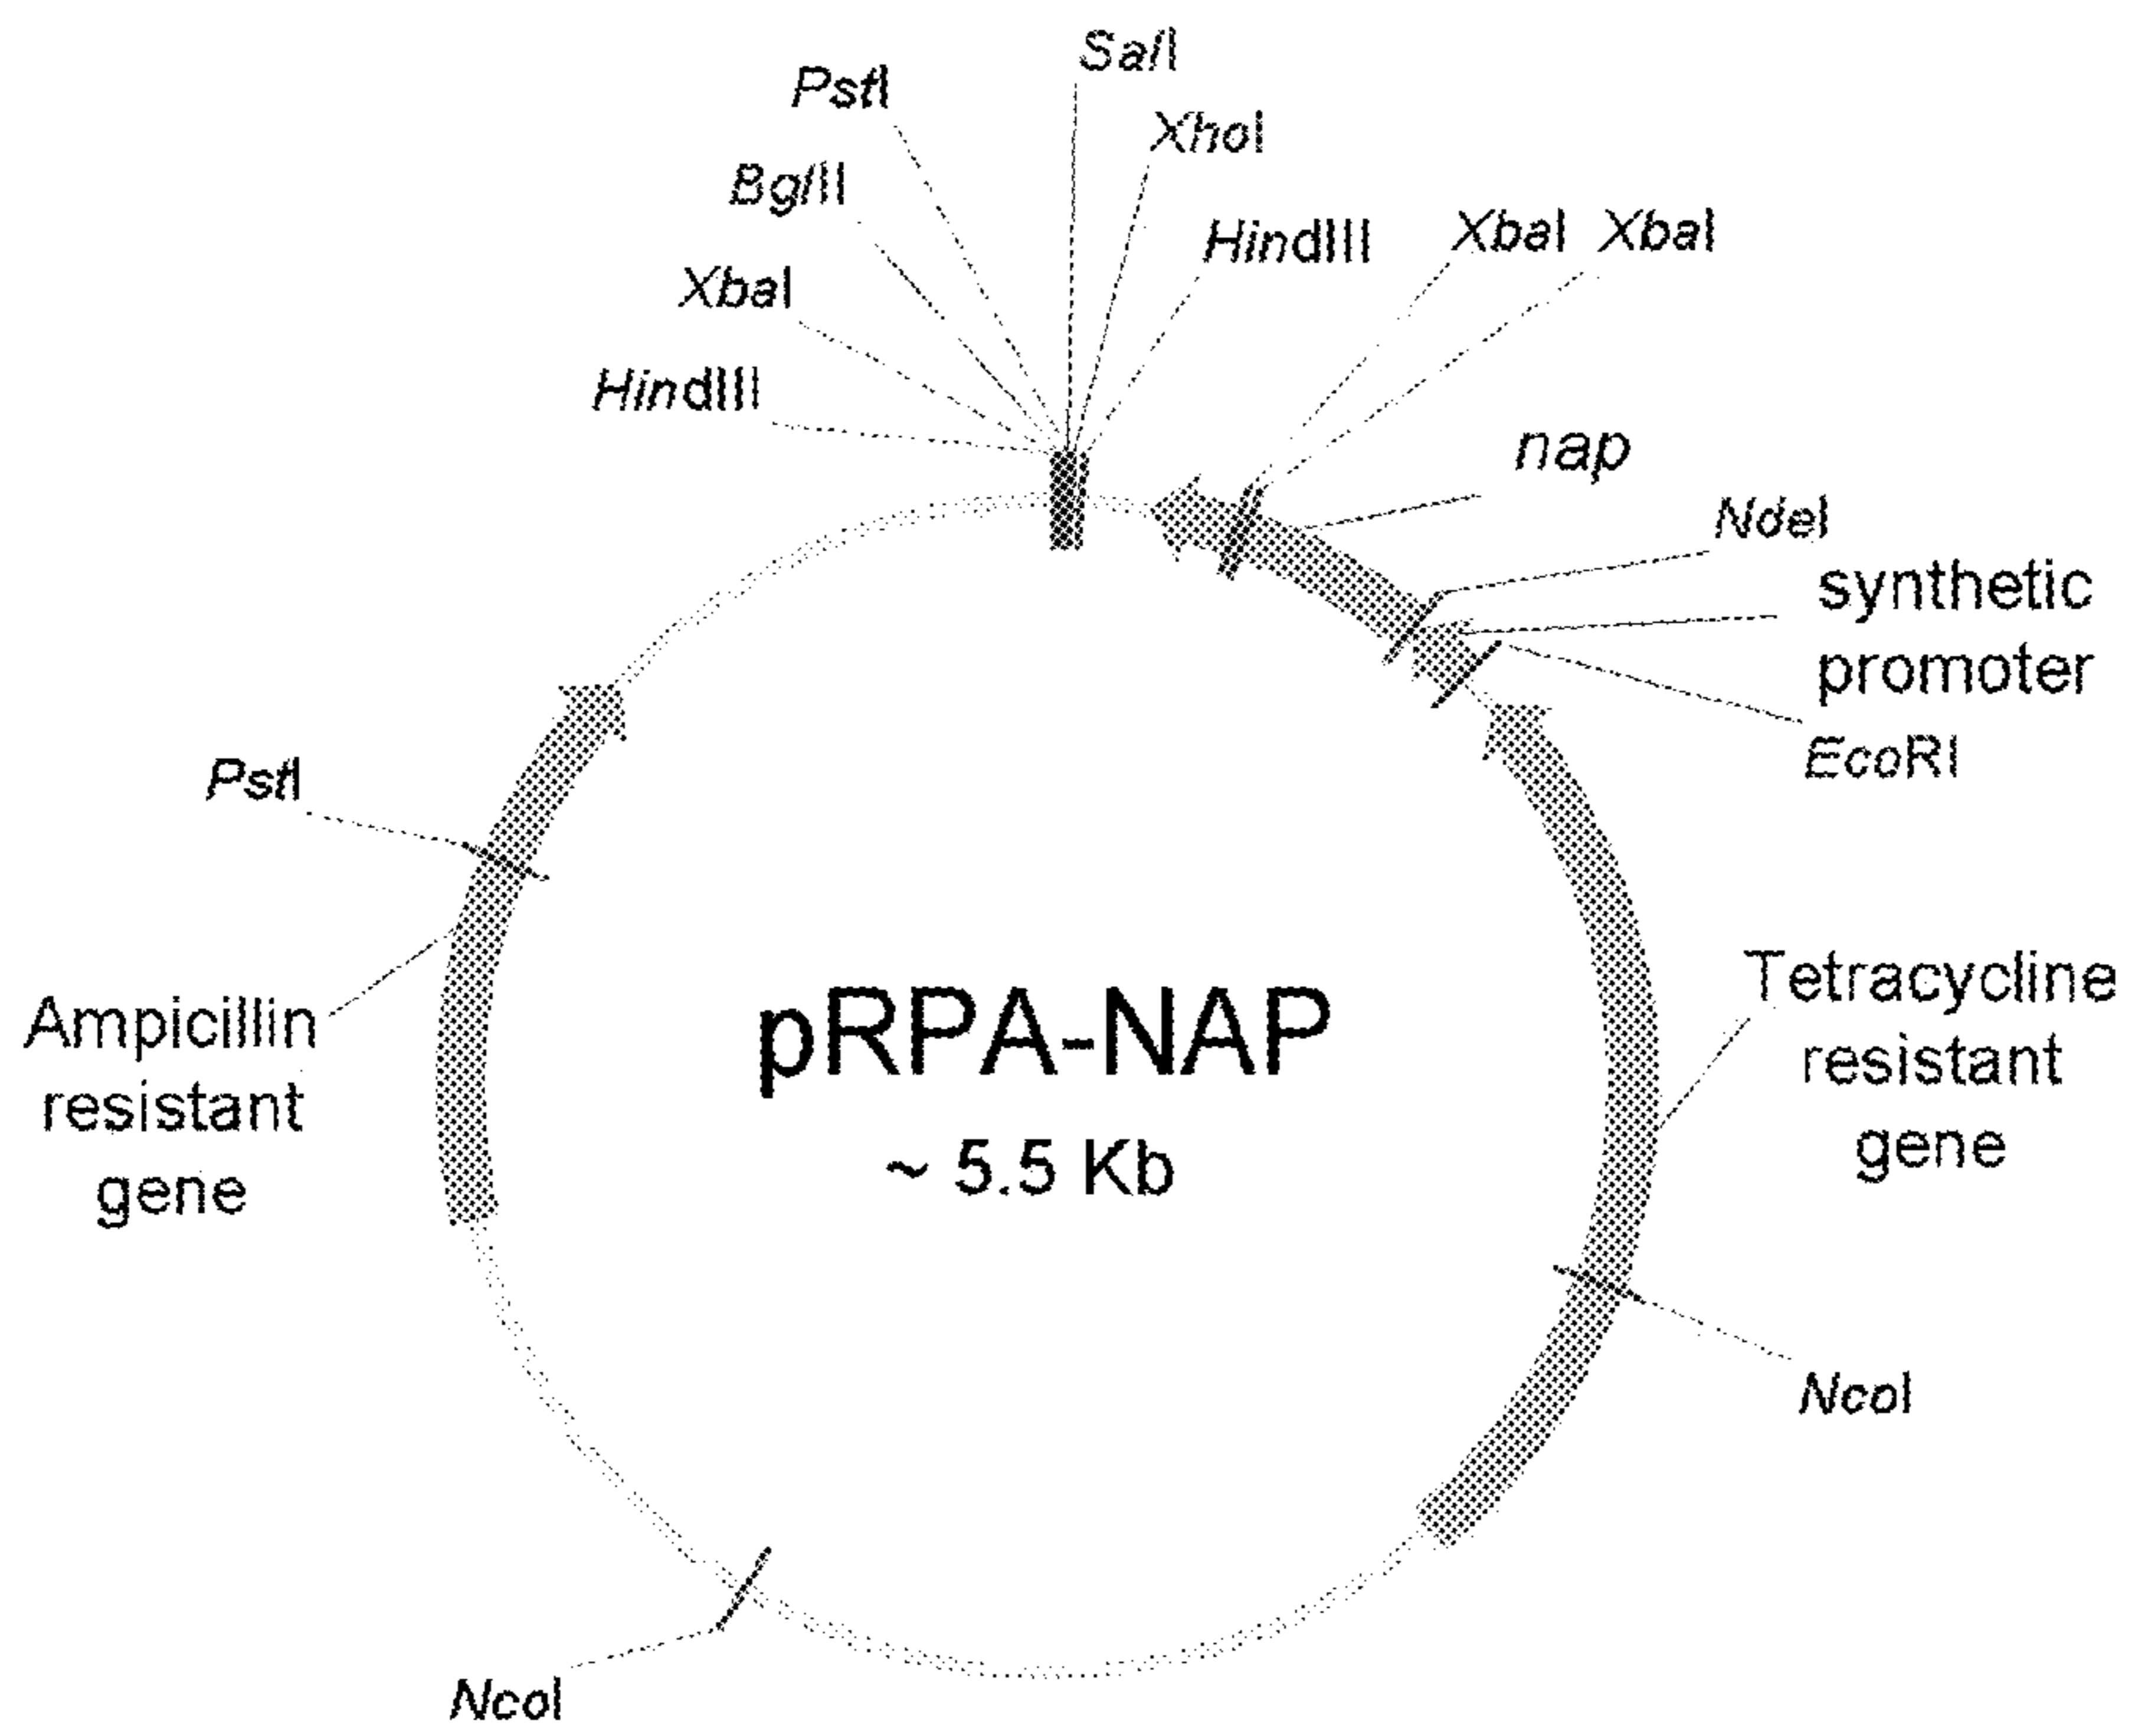 SalI
PstI
XhoI
BglII
HindIII
XbaI XbaI
XbaI
HindIII
nap
NdeI
synthetic
promoter
EcoRI
PstI
Ampicillin
resistant
gene
pRPA-NAP
~ 5.5 Kb
Tetracycline
resistant
gene
NcoI
NcoI